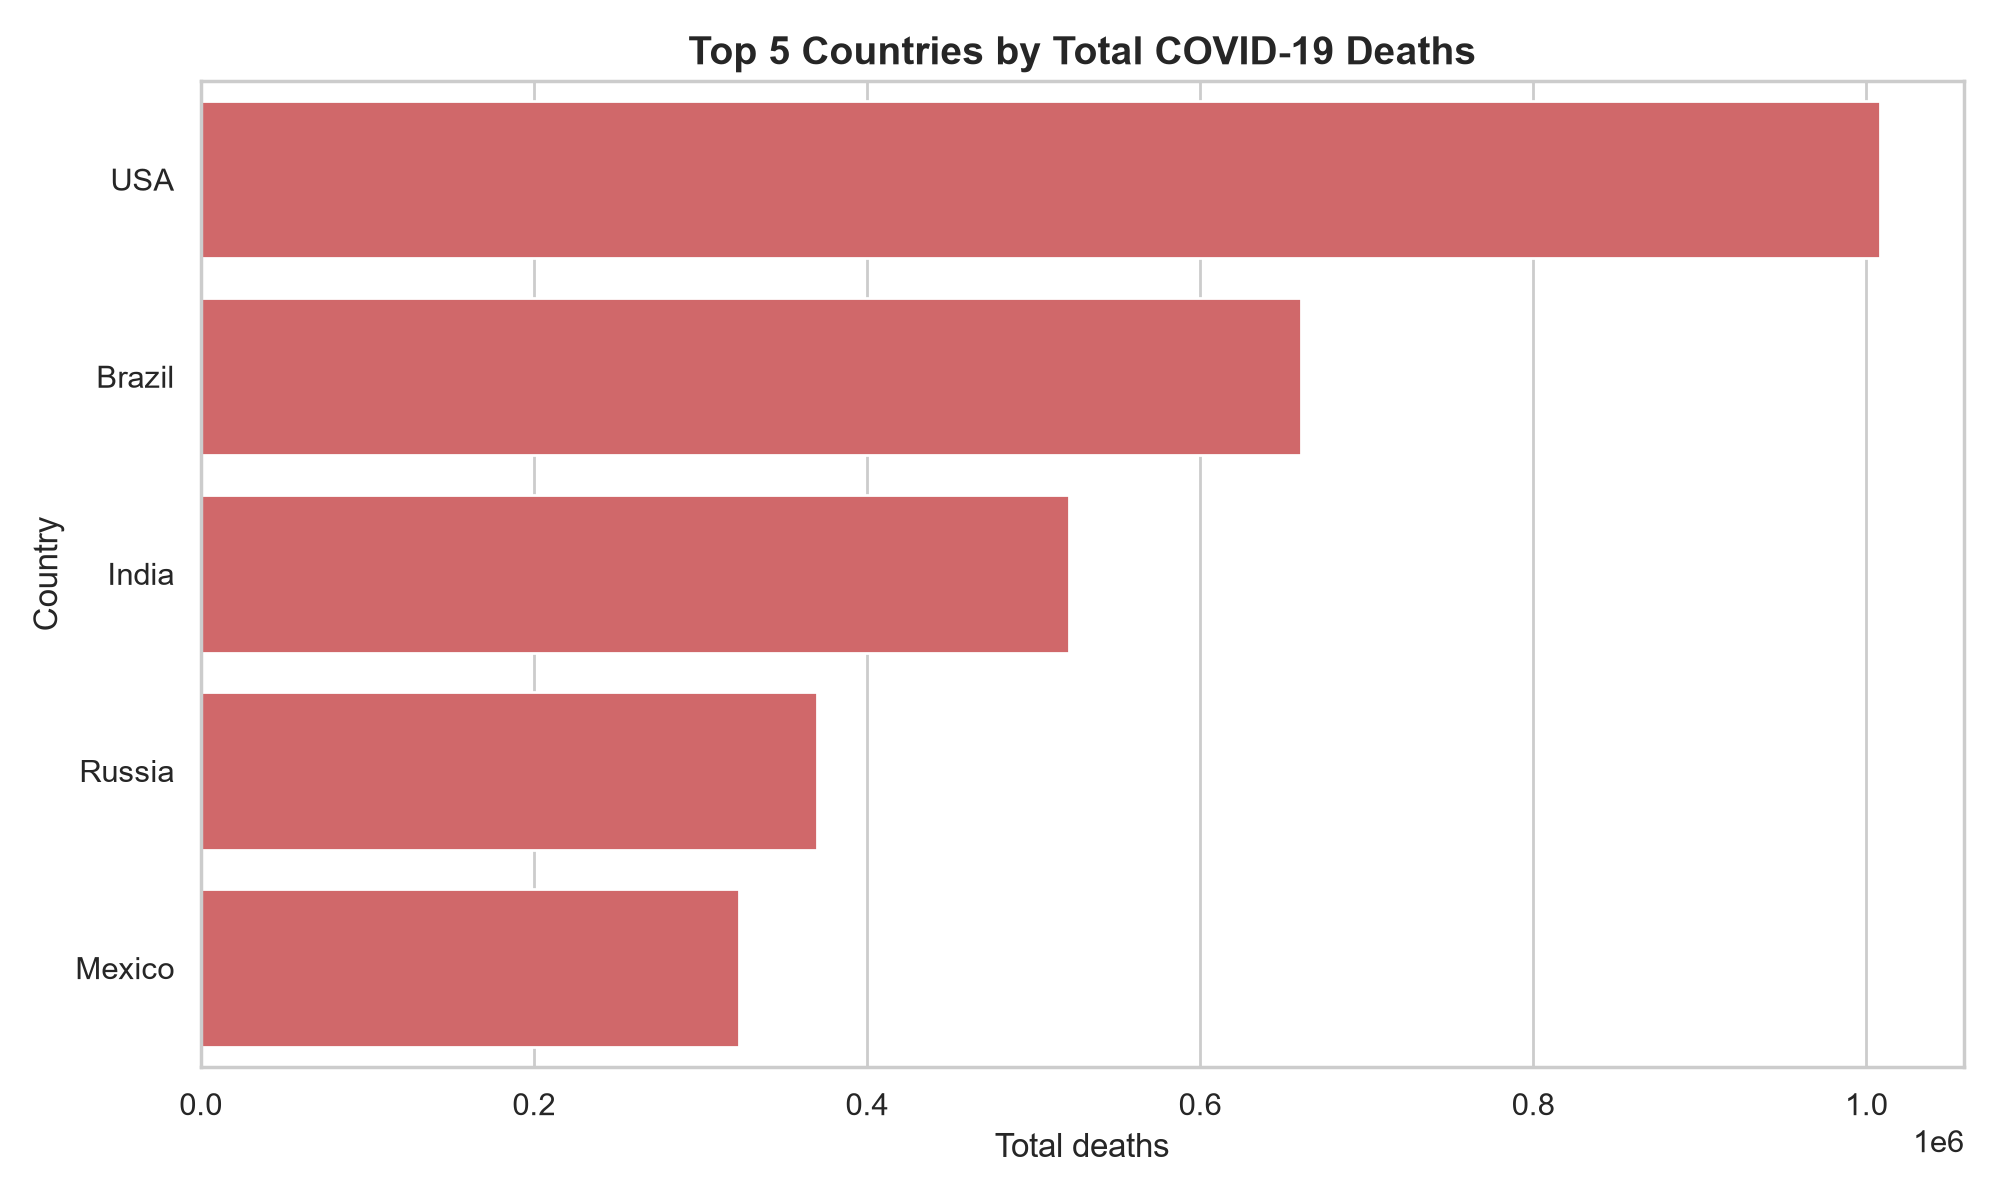 Top 5 Countries by Total COVID-19 Deaths
USA
Brazil
India
Russia
Mexico
Country
0.0 0.2 0.4 0.6 0.8 1.0
Total deaths
1e6